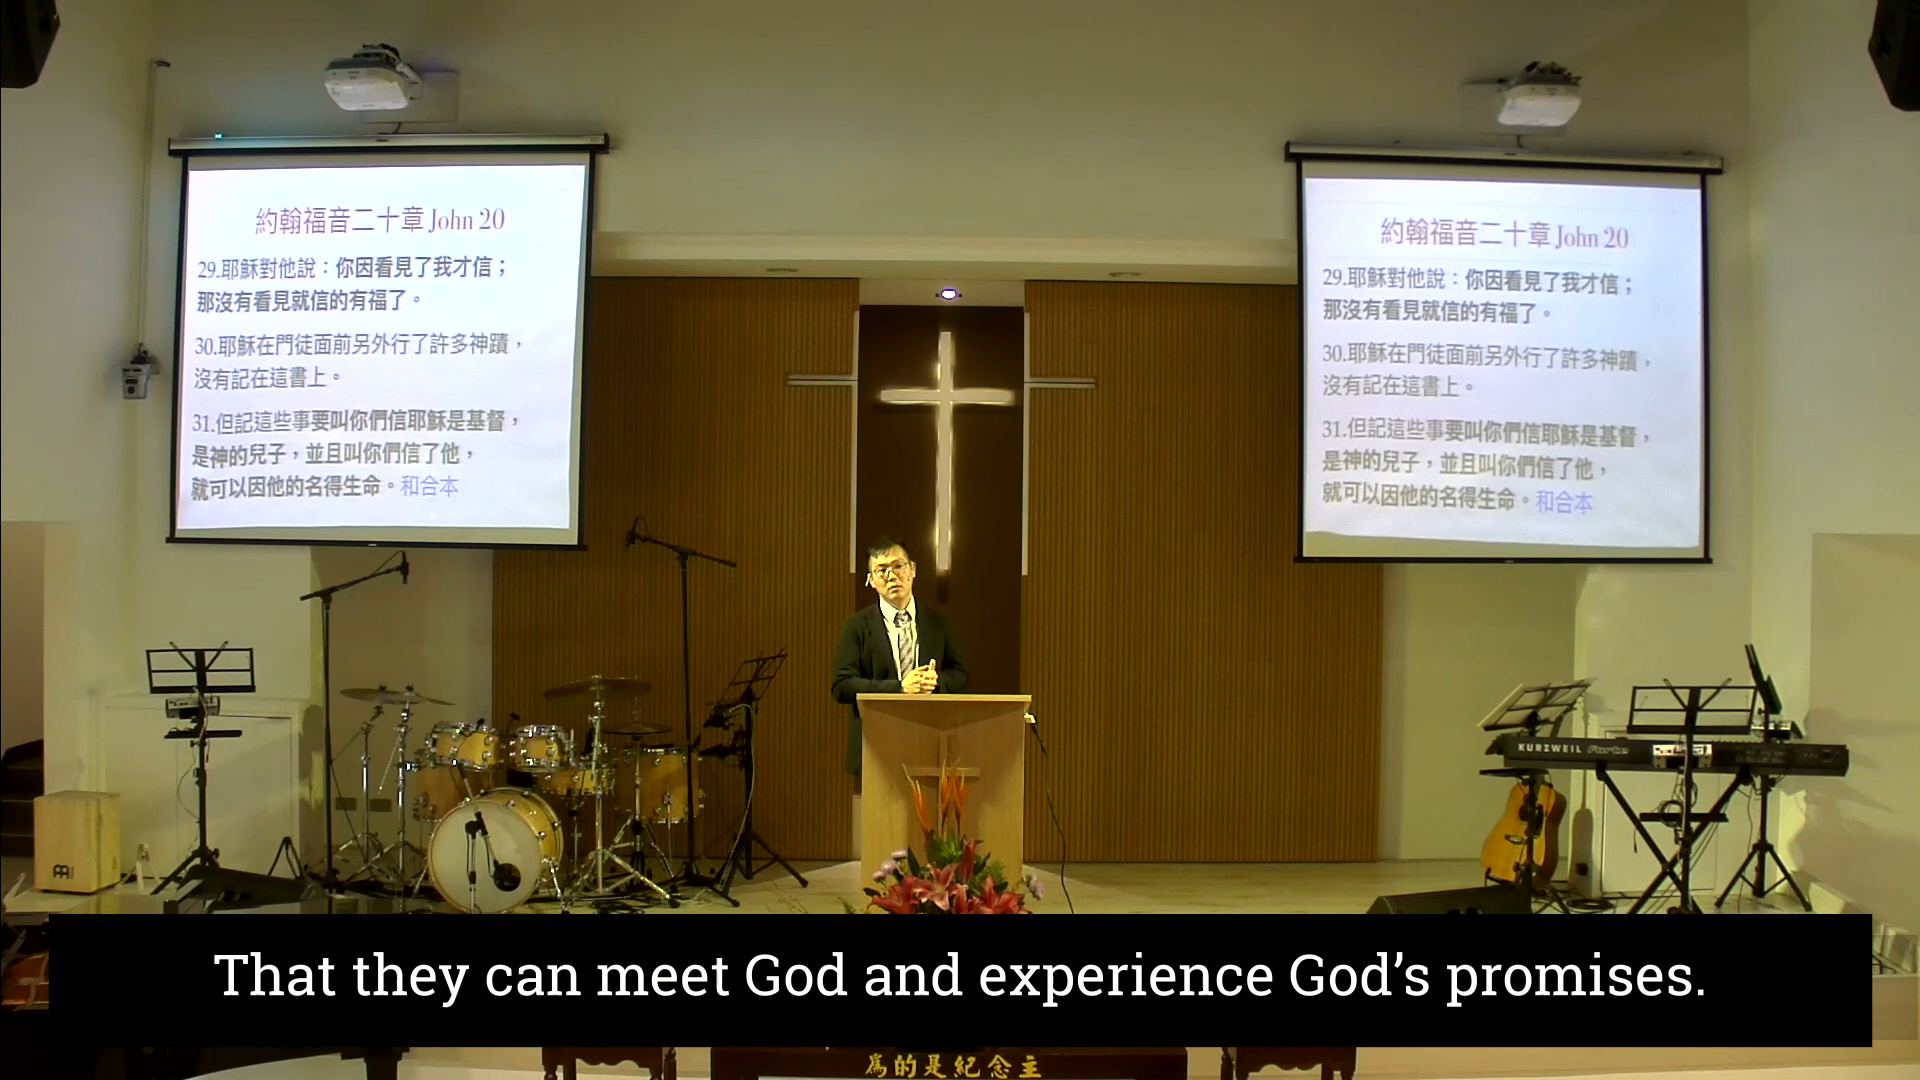 約翰福音二十章 John 20
29.耶穌對他說：你因看見了我才信；
那沒有看見就信的有福了。
30.耶穌在門徒面前另外行了許多神蹟，
沒有記在這書上。
31.但記這些事要叫你們信耶穌是基督，
是神的兒子，並且叫你們信了他，
就可以因他的名得生命。和合本
約翰福音二十章 John 20
29.耶穌對他說：你因看見了我才信；
那沒有看見就信的有福了。
30.耶穌在門徒面前另外行了許多神蹟，
沒有記在這書上。
31.但記這些事要叫你們信耶穌是基督，
是神的兒子，並且叫你們信了他，
就可以因他的名得生命。和合本
KURZWEIL Forte
That they can meet God and experience God’s promises.
為的是紀念主